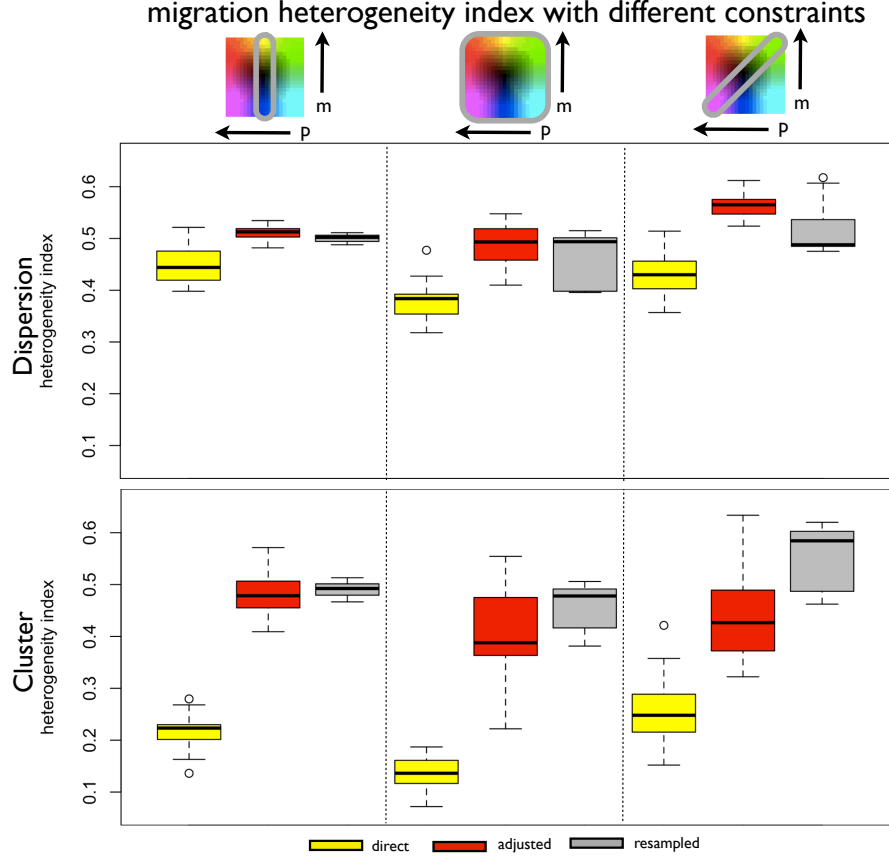 migration heterogeneity index with different constraints
m
P
m
P
m
P
Dispersion
heterogeneity index
0.6
0.5
0.4
0.3
0.2
0.1
Cluster
heterogeneity index
0.6
0.5
0.4
0.3
0.2
0.1
direct adjusted resampled